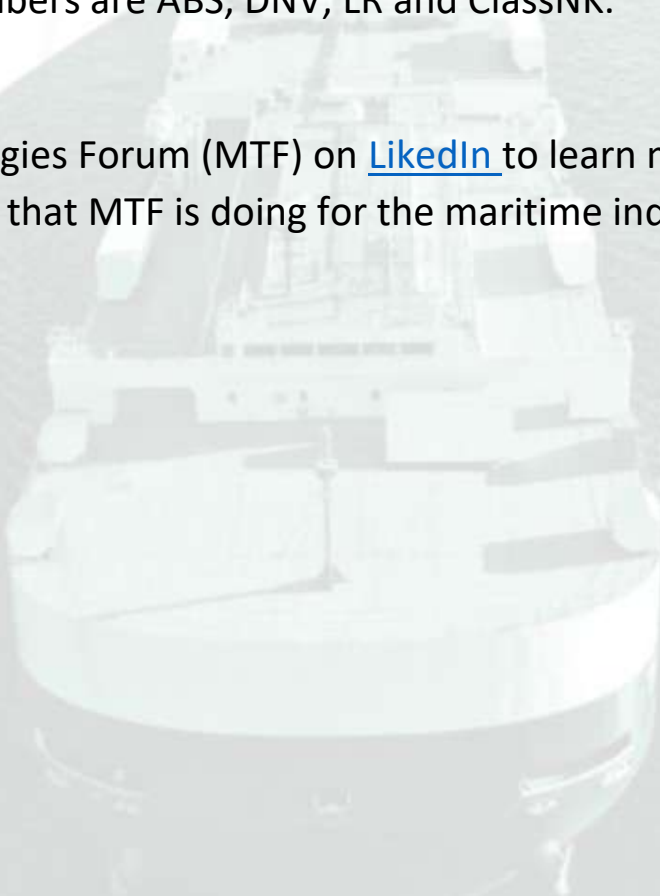 bers are ABS, DNV, LR and ClassNK.
gies Forum (MTF) on LikedIn to learn
that MTF is doing for the maritime